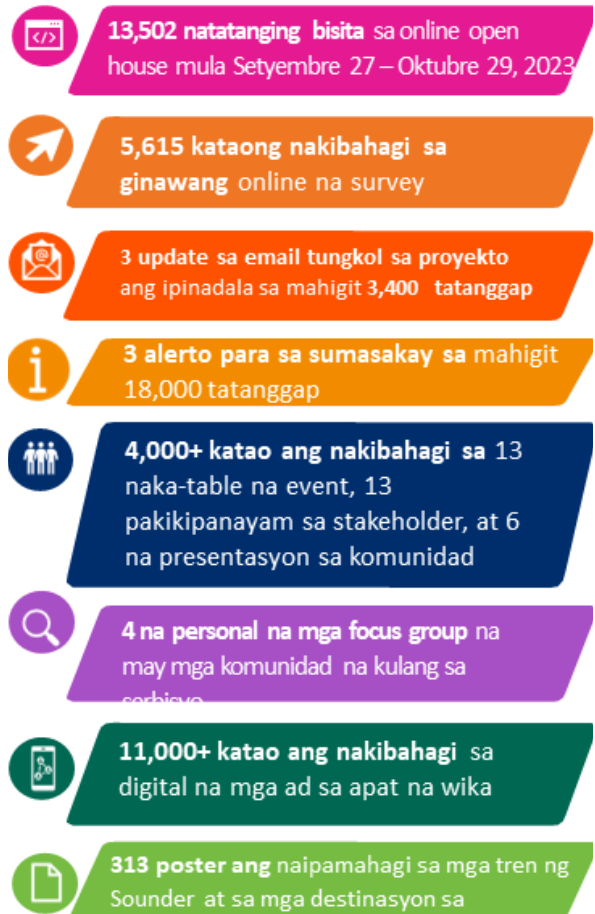 13,502 natatanging bisita sa online open
house mula Setyembre 27 – Oktubre 29, 2023
5,615 kataong nakibahagi sa
ginawang online na survey
3 update sa email tungkol sa proyekto
ang ipinadala sa mahigit 3,400 tatanggap
3 alerto para sa sumasakay sa mahigit
18,000 tatanggap
4,000+ katao ang nakibahagi sa 13
naka-table na event, 13
pakikipanayam sa stakeholder, at 6
na presentasyon sa komunidad
4 na personal na mga focus group na
may mga komunidad na kulang sa
serbisyo
11,000+ katao ang nakibahagi sa
digital na mga ad sa apat na wika
313 poster ang naipamahagi sa mga tren ng
Sounder at sa mga destinasyon sa